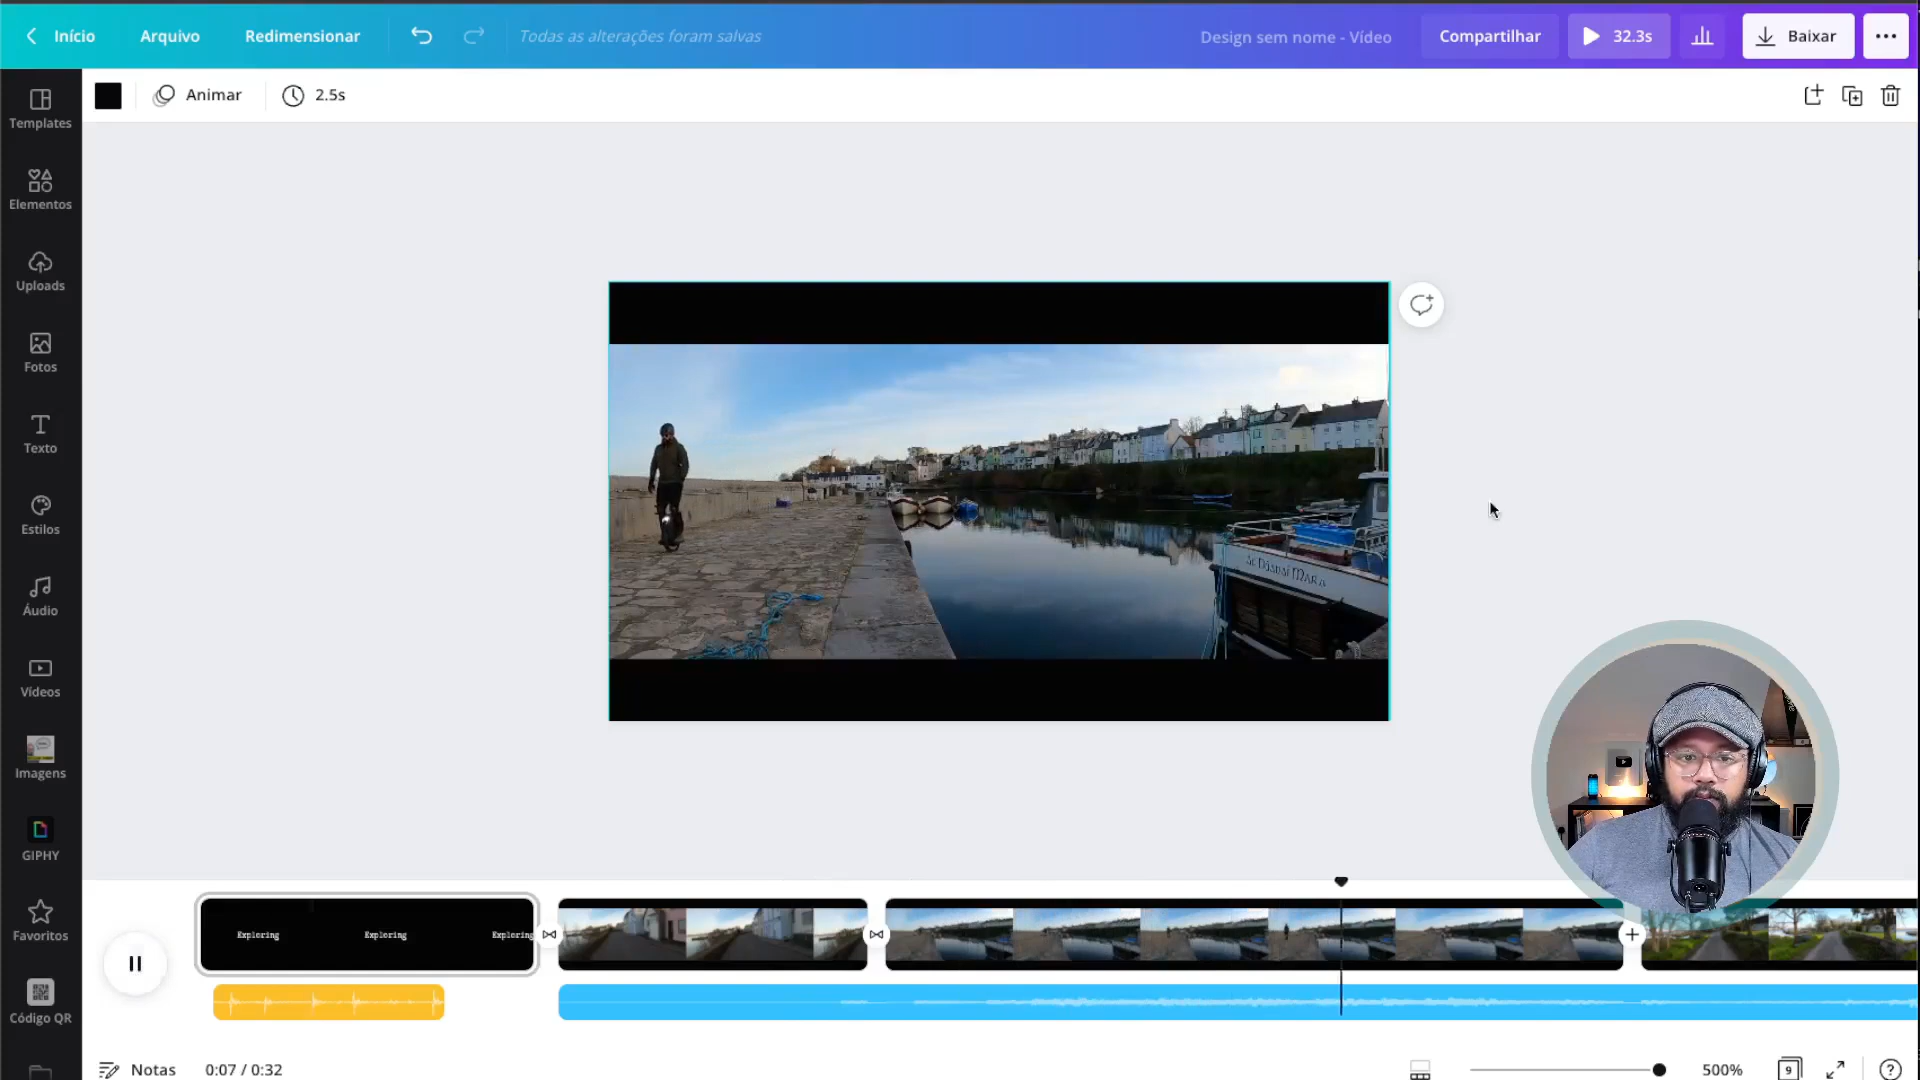 Início
Arquivo
Redimensionar
Todas as alterações foram salvas
Design sem nome - Vídeo
Compartilhar
32.3s
Baixar
Animar
2.5s
Templates
Elementos
Uploads
Fotos
Texto
Estilos
Áudio
Vídeos
Imagens
GIPHY
Favoritos
Código QR
Exploring
Exploring
Exploring
Notas
0:07 / 0:32
500%
9